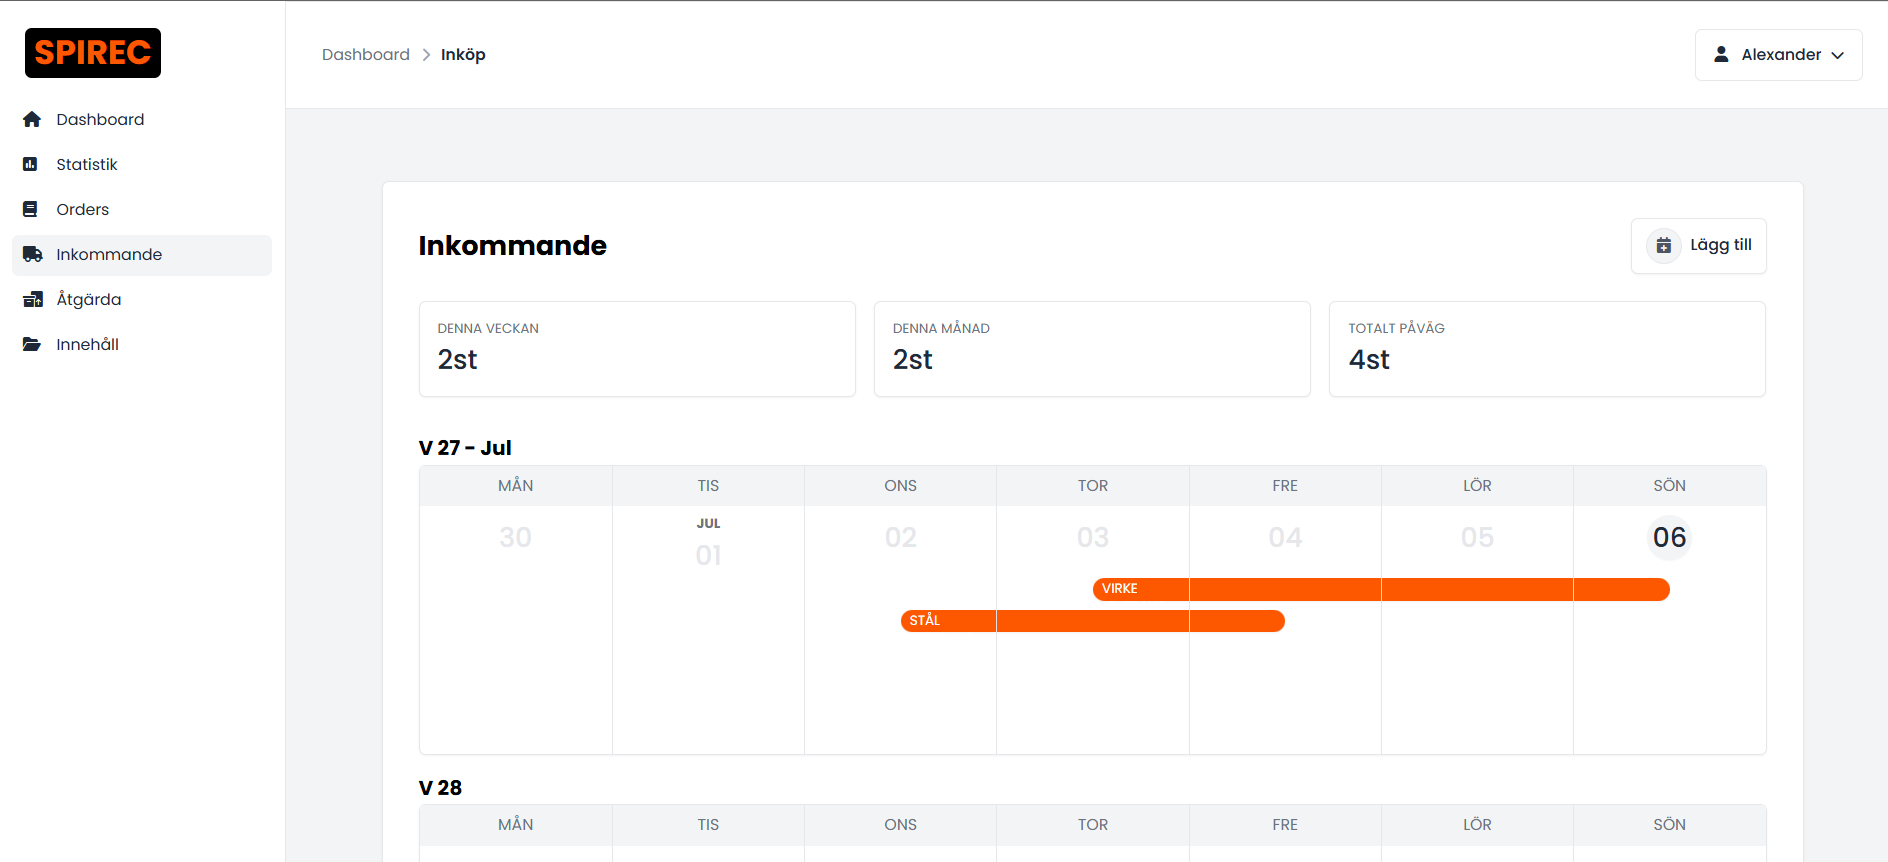 SPIREC
Dashboard
Statistik
Orders
Inkommande
Åtgärda
Innehåll
Dashboard > Inköp
Alexander
Inkommande
Lägg till
DENNA VECKAN
2st
DENNA MÅNAD
2st
TOTALT PÅVÄG
4st
V 27 - Jul
MÅN TIS ONS TOR FRE LÖR SÖN
JUL
30 01 02 03 04 05 06
VIRKE
STÅL
V 28
MÅN TIS ONS TOR FRE LÖR SÖN